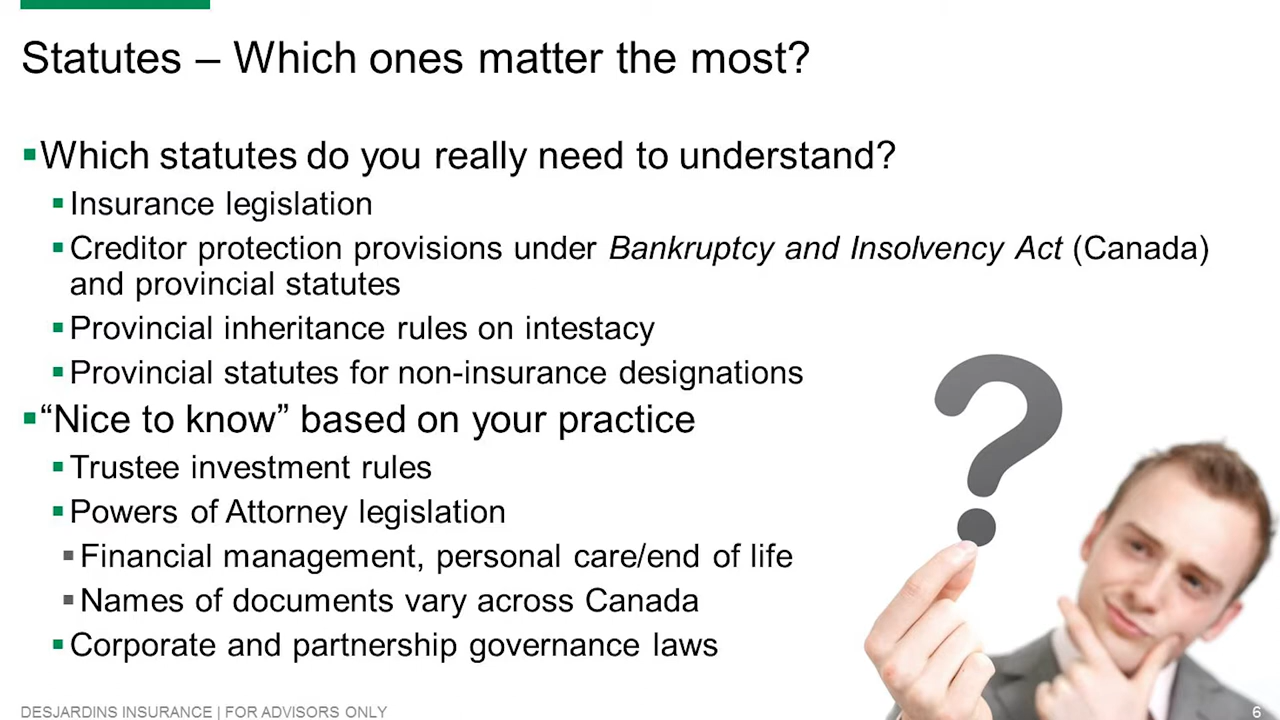 Statutes – Which ones matter the most?
▪Which statutes do you really need to understand?
▪Insurance legislation
▪Creditor protection provisions under Bankruptcy and Insolvency Act (Canada)
and provincial statutes
▪Provincial inheritance rules on intestacy
▪Provincial statutes for non-insurance designations
▪“Nice to know” based on your practice
▪Trustee investment rules
▪Powers of Attorney legislation
▪Financial management, personal care/end of life
▪Names of documents vary across Canada
▪Corporate and partnership governance laws
?
DESJARDINS INSURANCE | FOR ADVISORS ONLY
6